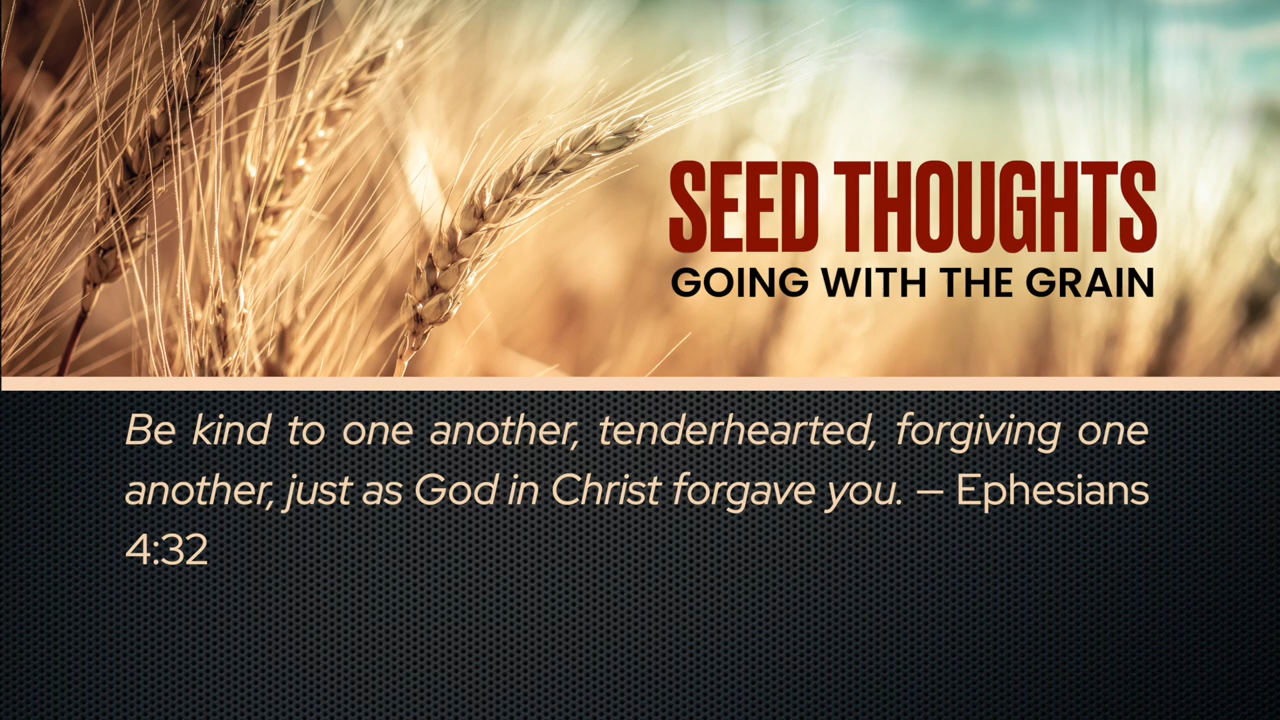 SEED THOUGHTS
GOING WITH THE GRAIN
Be kind to one another, tenderhearted, forgiving one
another, just as God in Christ forgave you. – Ephesians
4:32